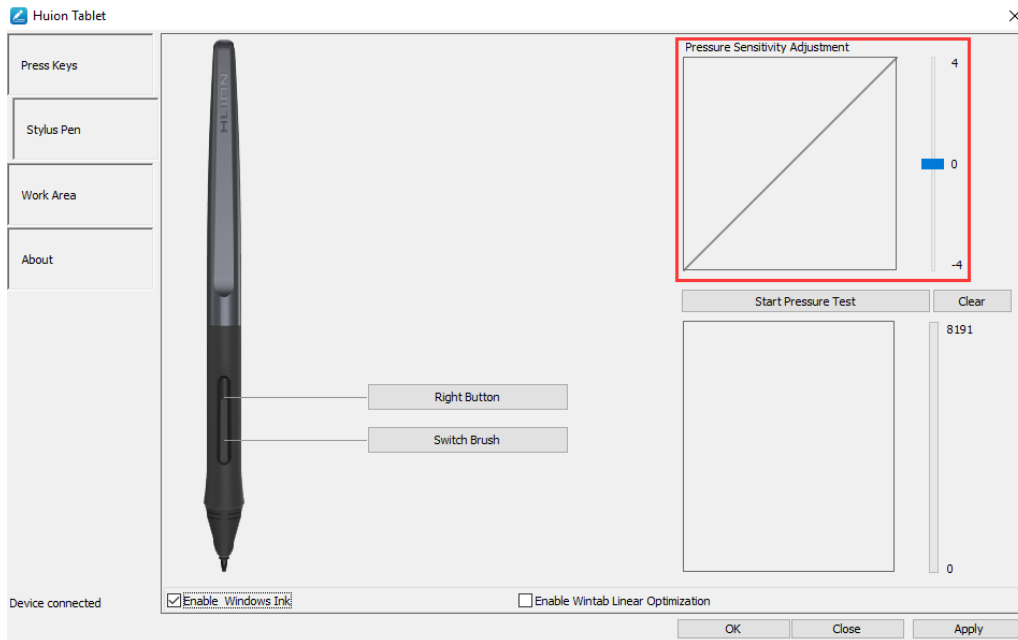 Huion Tablet
Press Keys
Stylus Pen
Work Area
About
Device connected
HUION
Right Button
Switch Brush
Pressure Sensitivity Adjustment
4
0
-4
Start Pressure Test
Clear
8191
0
Enable Windows Ink
Enable Wintab Linear Optimization
OK
Close
Apply